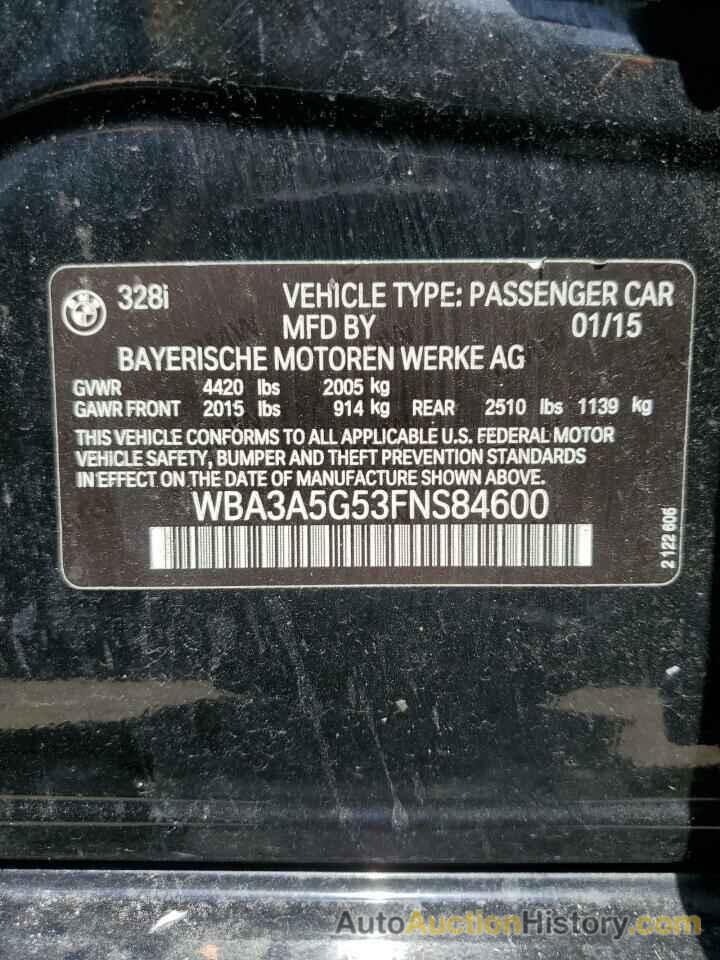 328i VEHICLE TYPE: PASSENGER CAR
MFD BY 01/15
BAYERISCHE MOTOREN WERKE AG
GVWR 4420 lbs 2005 kg
GAWR FRONT 2015 lbs 914 kg REAR 2510 lbs 1139 kg
THIS VEHICLE CONFORMS TO ALL APPLICABLE U.S. FEDERAL MOTOR
VEHICLE SAFETY, BUMPER AND THEFT PREVENTION STANDARDS
IN EFFECT ON THE DATE OF MANUFACTURE SHOWN ABOVE.
WBA3A5G53FNS84600
2 122 606
AutoAuctionHistory.com